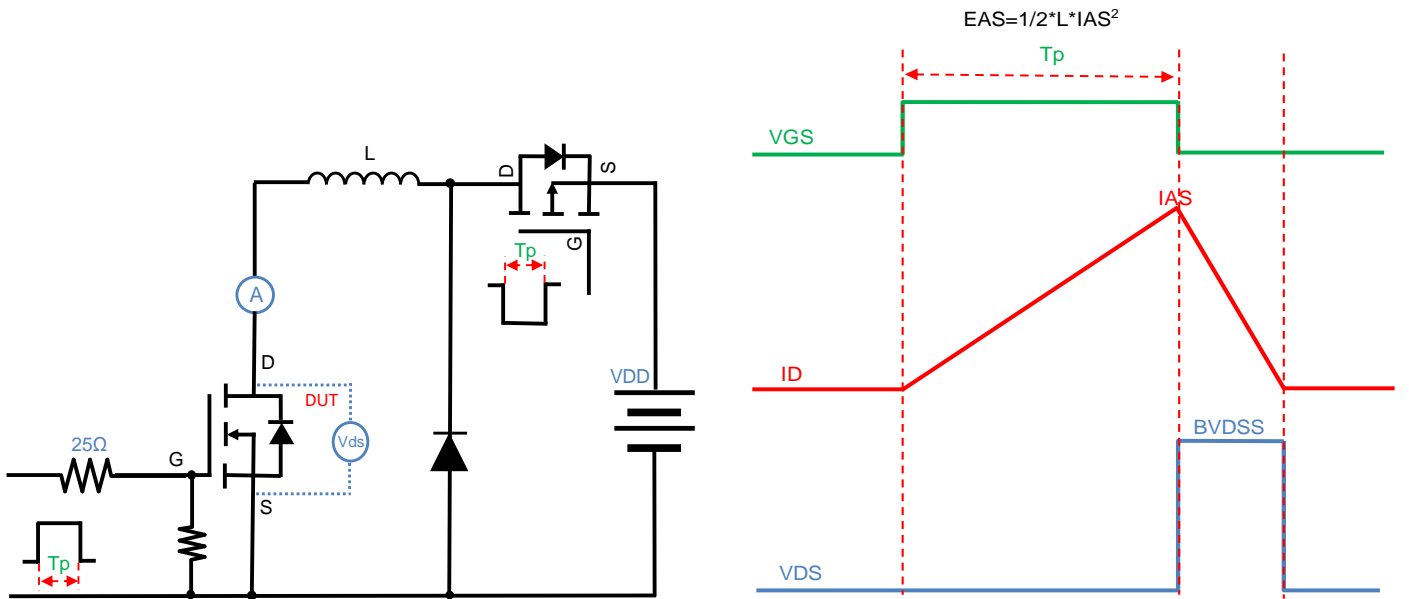 EAS=1/2*L*IAS²
Tp
VGS
IAS
ID
BVDSS
VDS
L
D
S
G
Tp
A
D
DUT
Vds
VDD
25Ω
G
S
Tp